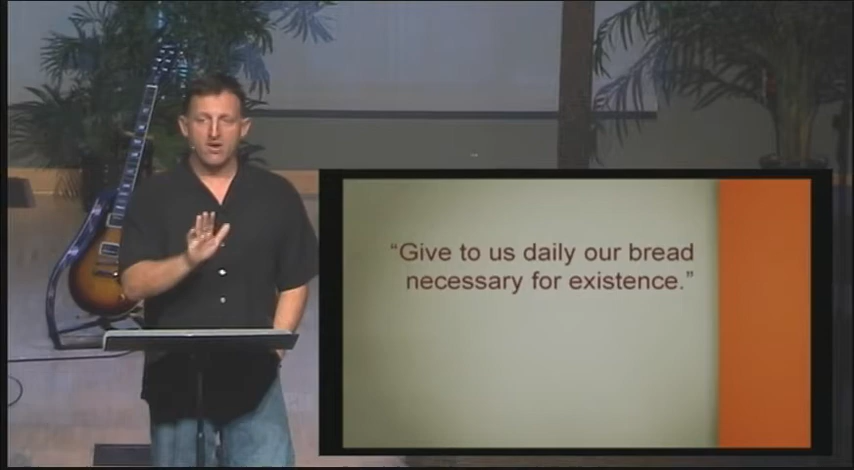 “Give to us daily our bread
necessary for existence.”